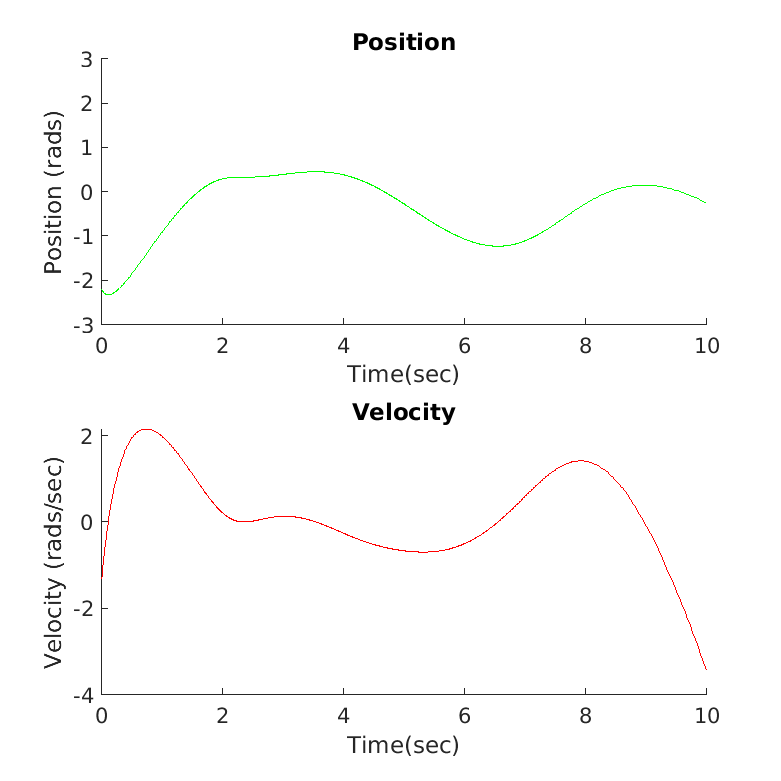 Position
3
2
1
0
-1
-2
-3
Position (rads)
0 2 4 6 8 10
Time(sec)
Velocity
2
0
-2
-4
Velocity (rads/sec)
0 2 4 6 8 10
Time(sec)